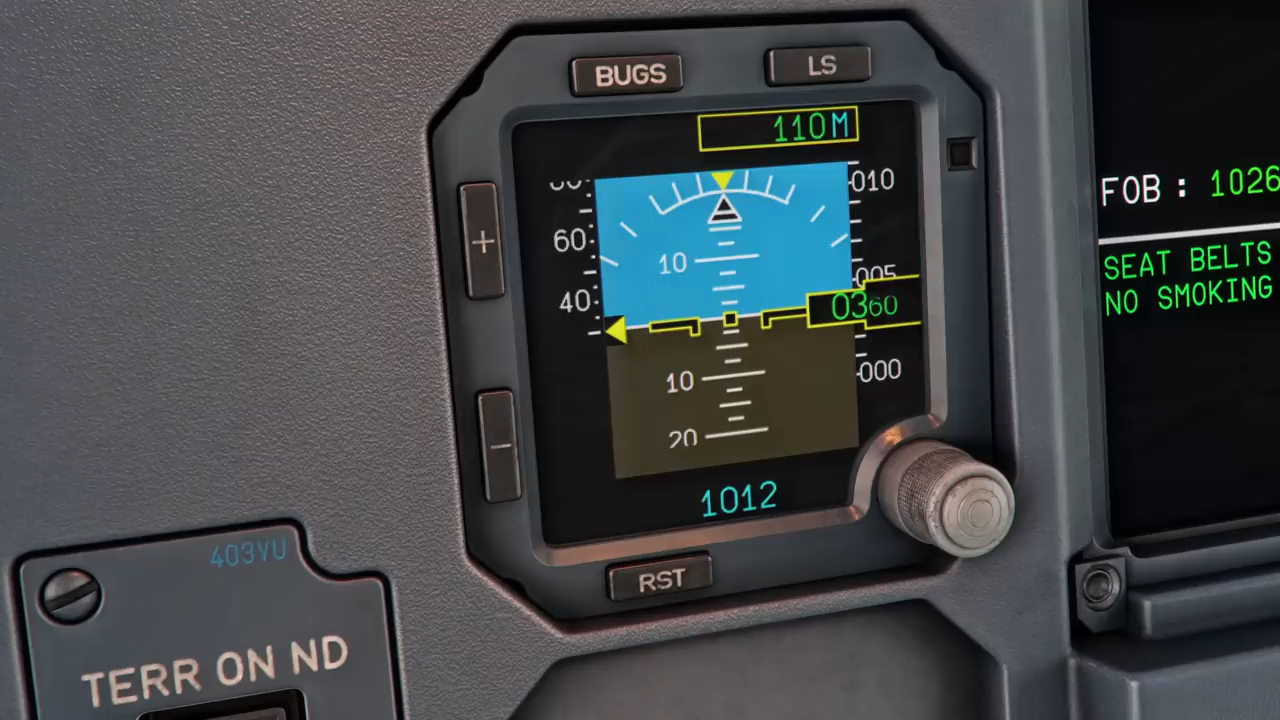 BUGS
LS
110M
60
40
10
10
20
010
005
0360
000
1012
RST
FOB : 1026
SEAT BELTS
NO SMOKING
403VU
TERR ON ND